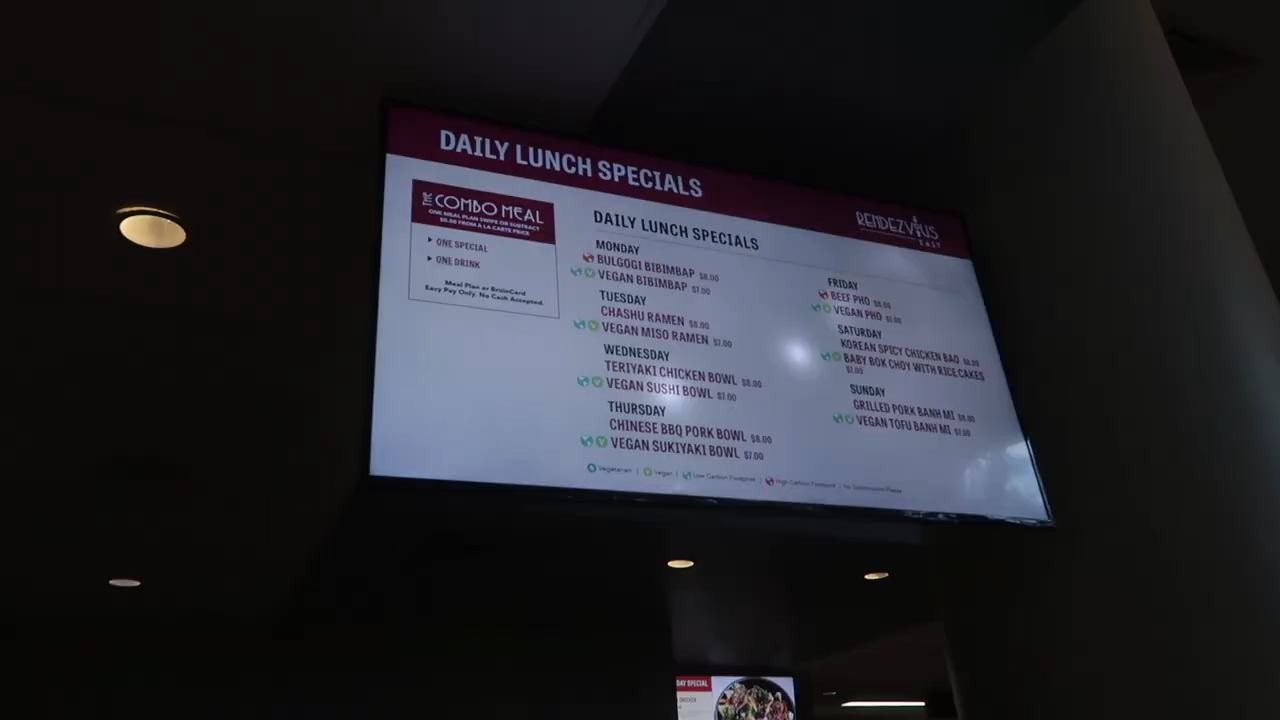 DAILY LUNCH SPECIALS
RENDEZVOUS
EAST
THE COMBO MEAL
ONE MEAL PLAN SWIPE OR SUBTRACT
FROM A LA CARTE PRICE
ONE SPECIAL
ONE DRINK
Meal Plan or BruinCard
Easy Pay Only. No Cash Accepted.
DAILY LUNCH SPECIALS
MONDAY
BULGOGI BIBIMBAP $8.00
VEGAN BIBIMBAP $7.00
TUESDAY
CHASHU RAMEN $8.00
VEGAN MISO RAMEN $7.00
WEDNESDAY
TERIYAKI CHICKEN BOWL $8.00
VEGAN SUSHI BOWL $7.00
THURSDAY
CHINESE BBQ PORK BOWL $8.00
VEGAN SUKIYAKI BOWL $7.00
FRIDAY
BEEF PHO $8.00
VEGAN PHO $7.00
SATURDAY
KOREAN SPICY CHICKEN BAO $8.00
BABY BOK CHOY WITH RICE CAKES
$7.00
SUNDAY
GRILLED PORK BANH MI $8.00
VEGAN TOFU BANH MI $7.00
Vegetarian | Vegan | Low Carbon Footprint | High Carbon Footprint | No Substitutions Please
DAY SPECIAL
CHICKEN